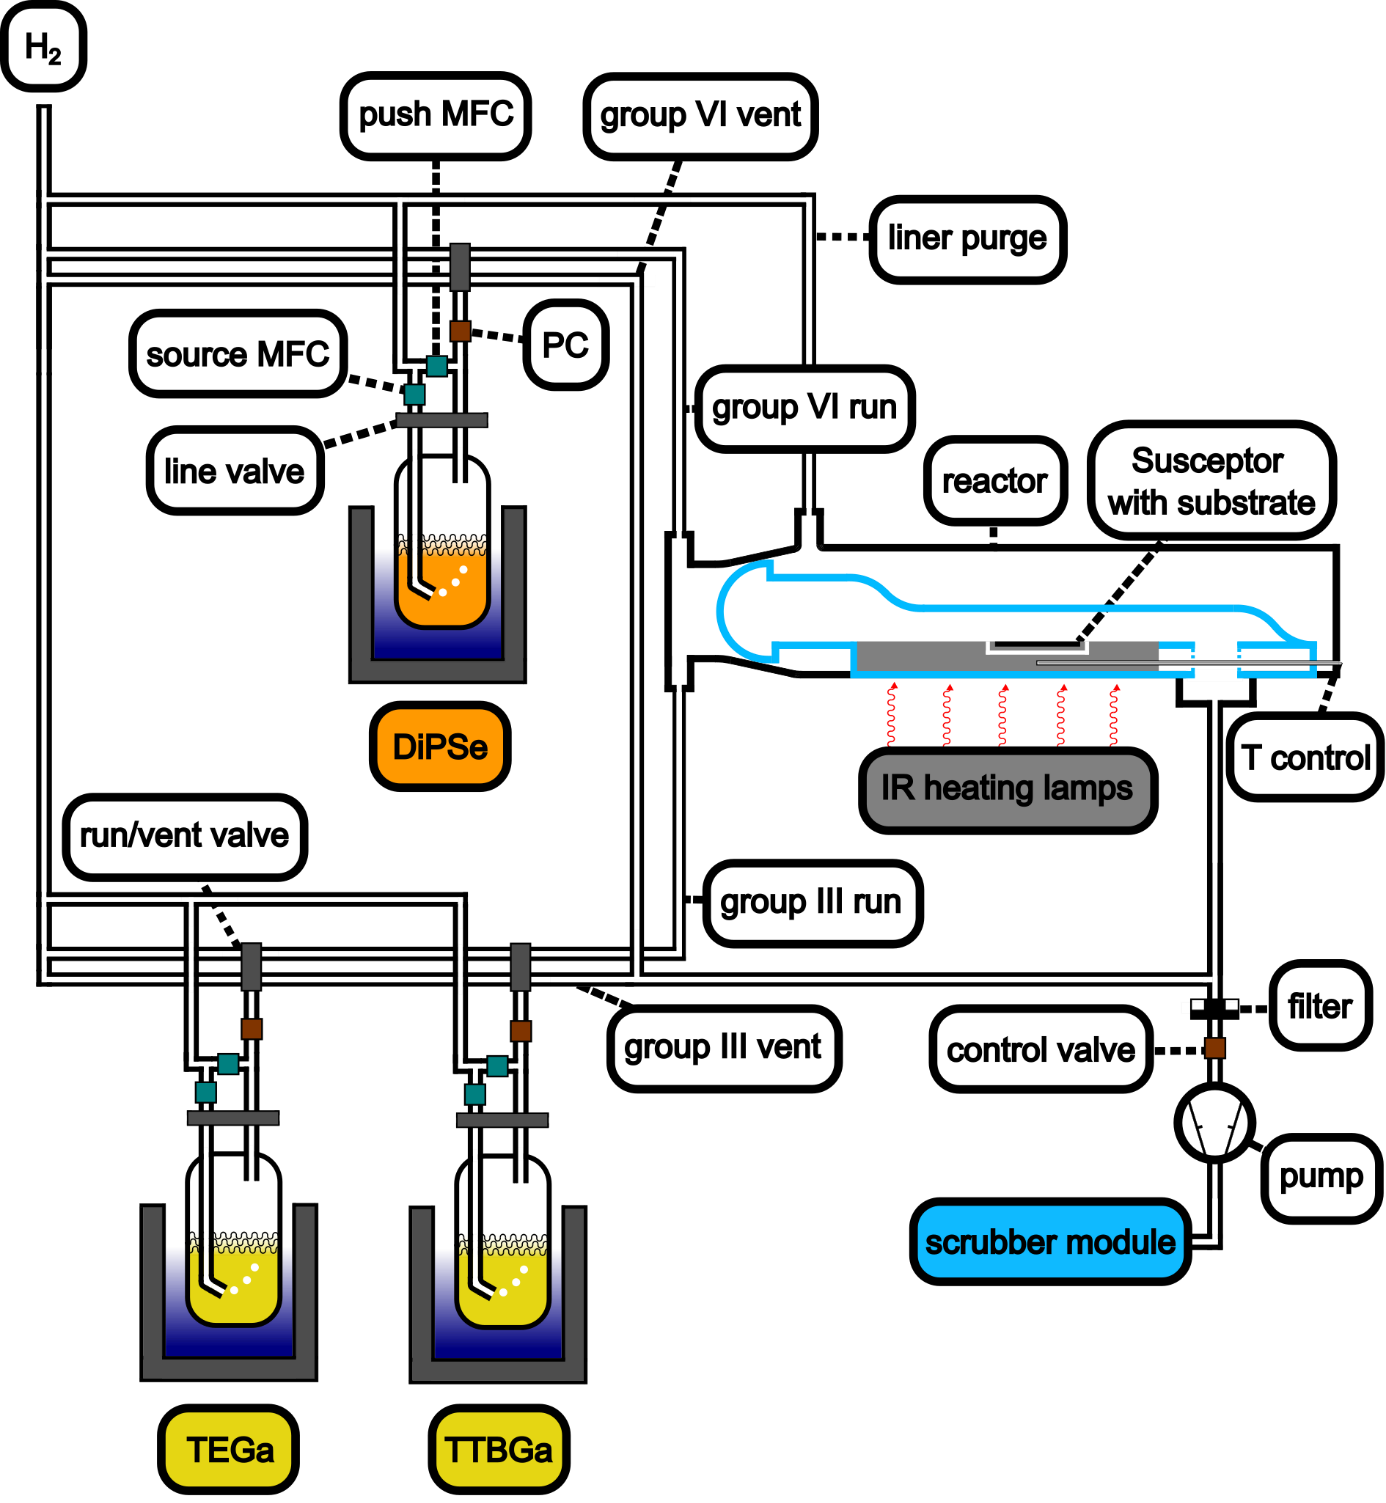 H₂
push MFC
group VI vent
liner purge
source MFC
PC
group VI run
line valve
reactor
Susceptor
with substrate
DiPSe
T control
IR heating lamps
run/vent valve
group III run
filter
group III vent
control valve
pump
scrubber module
TEGa
TTBGa